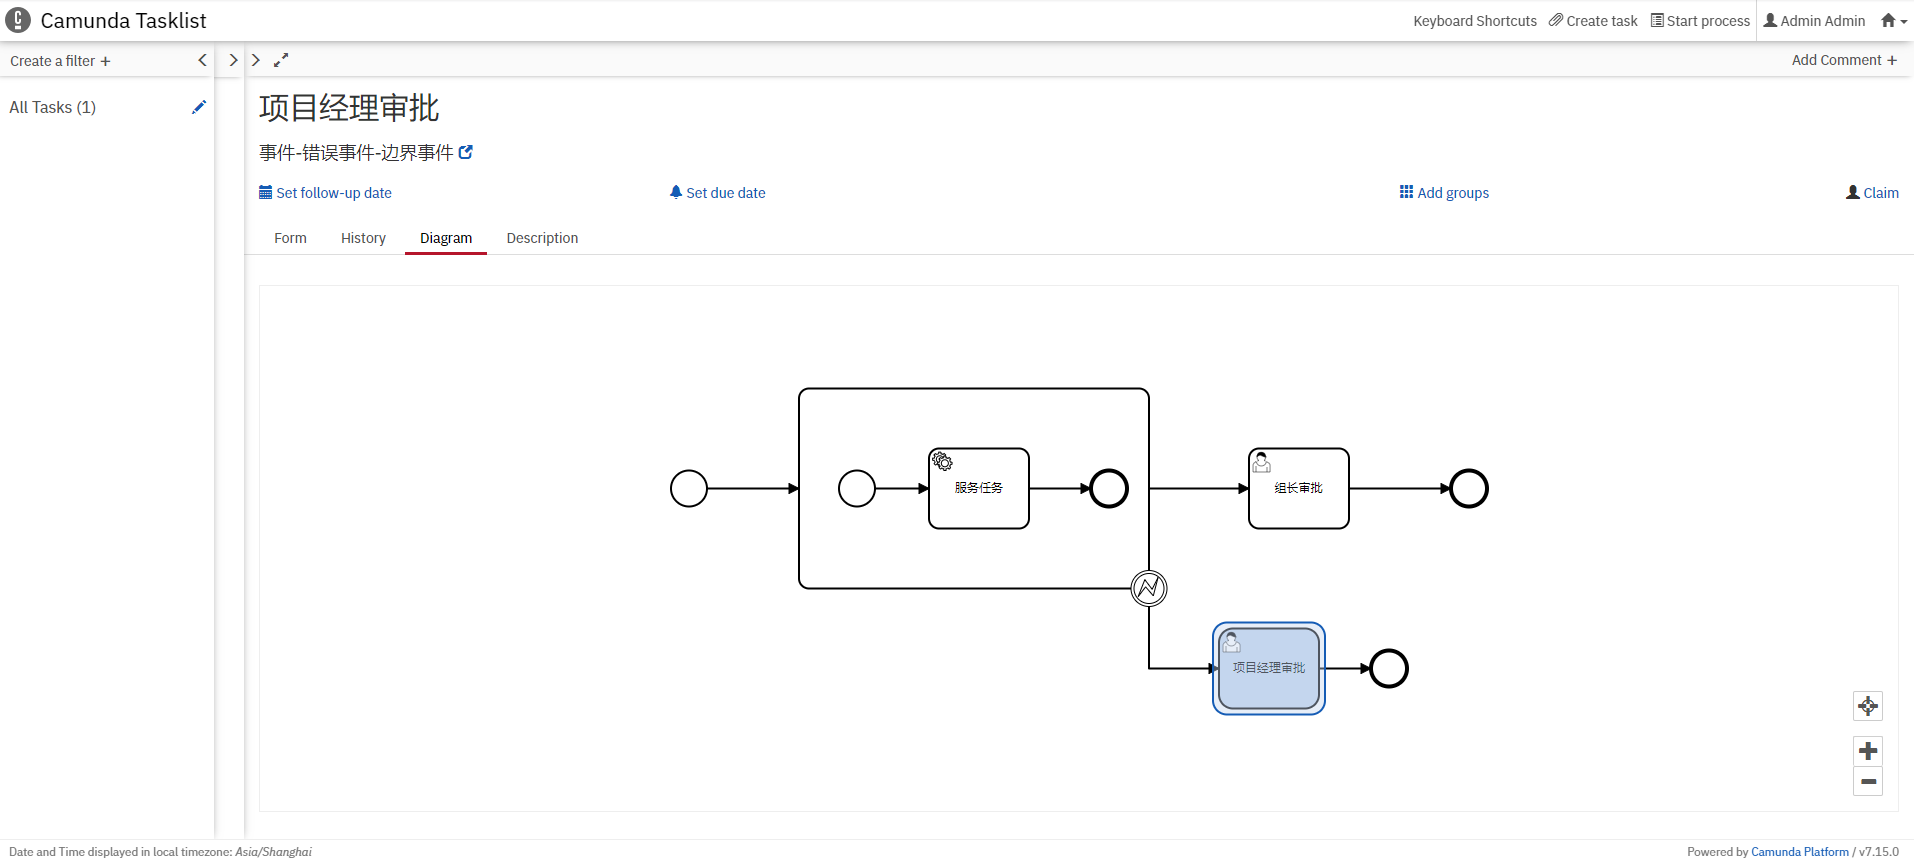 Camunda Tasklist
Keyboard Shortcuts Create task Start process Admin Admin
Create a filter +
Add Comment +
All Tasks (1)
项目经理审批
事件-错误事件-边界事件
Set follow-up date Set due date Add groups Claim
Form History Diagram Description
服务任务
组长审批
项目经理审批
Date and Time displayed in local timezone: Asia/Shanghai
Powered by Camunda Platform / v7.15.0